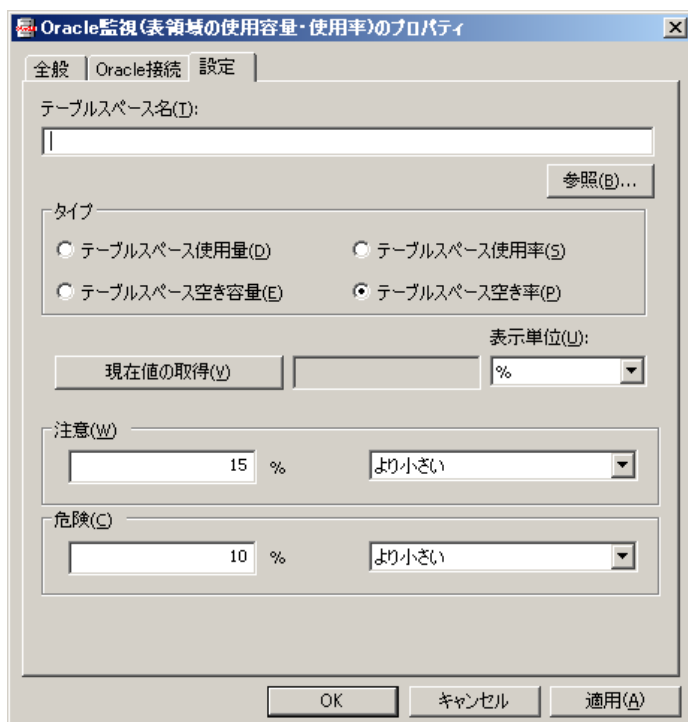 Oracle監視(表領域の使用容量・使用率)のプロパティ
全般 Oracle接続 設定
テーブルスペース名(T):
参照(B)...
タイプ
テーブルスペース使用量(D) テーブルスペース使用率(S)
テーブルスペース空き容量(E) テーブルスペース空き率(P)
表示単位(U):
現在値の取得(V) %
注意(W)
15 % より小さい
危険(C)
10 % より小さい
OK キャンセル 適用(A)